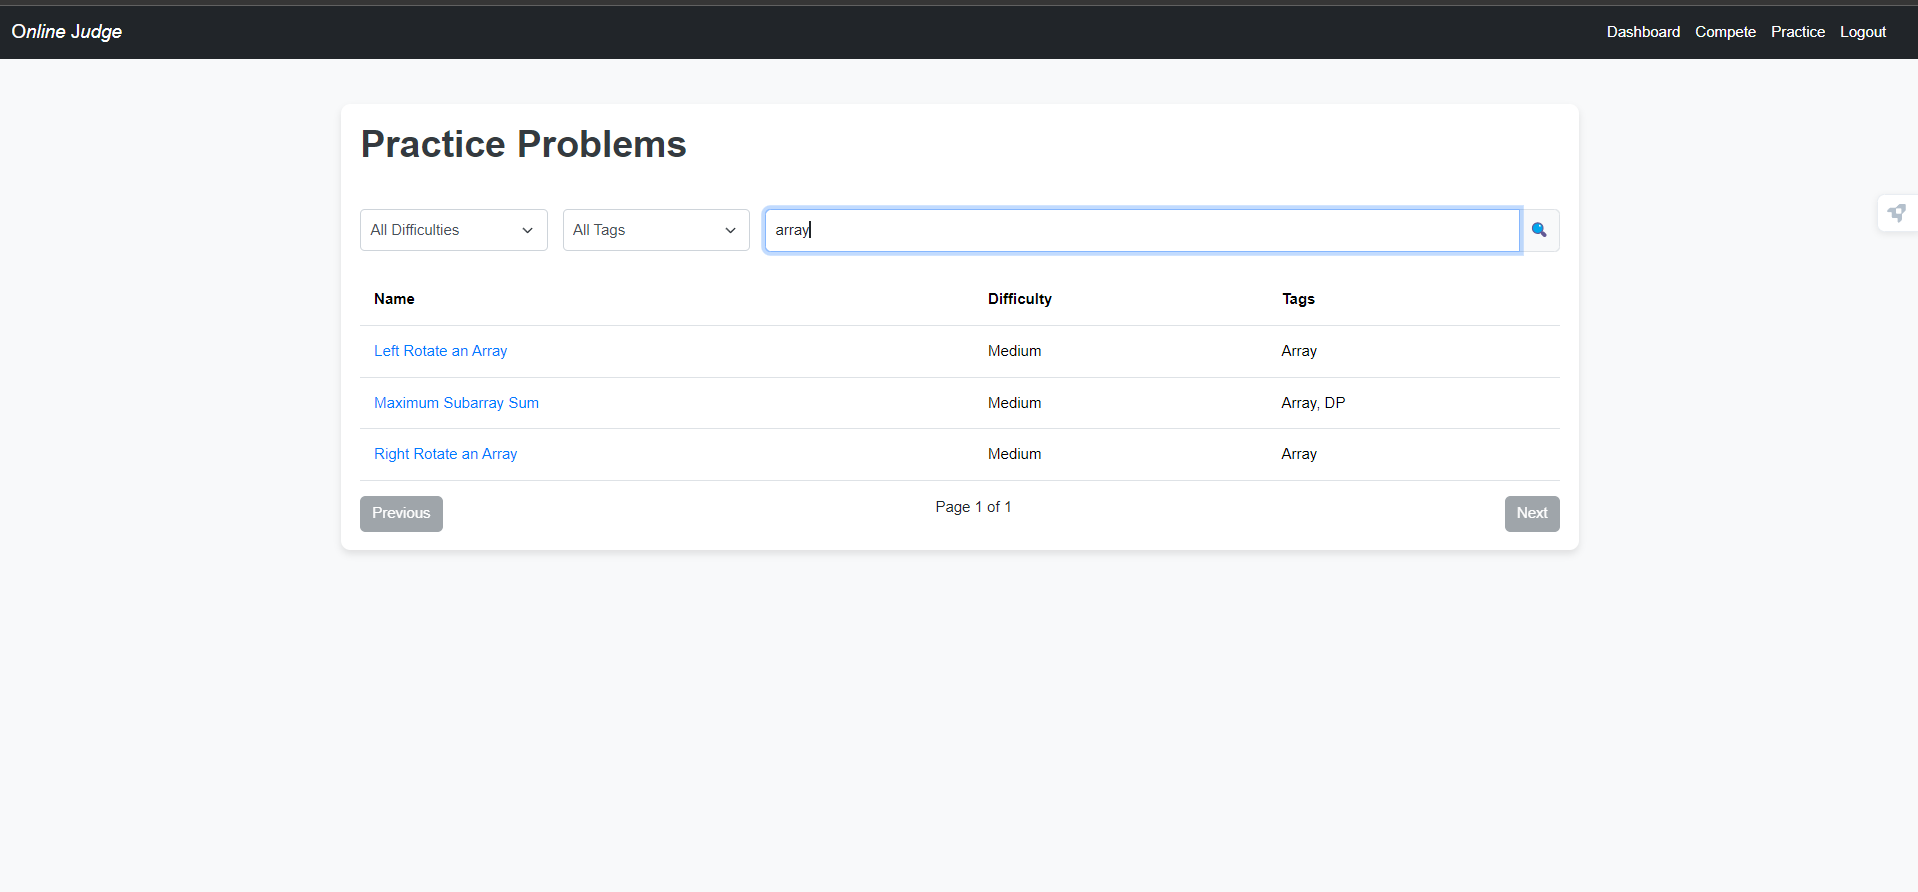 Online Judge
Dashboard Compete Practice Logout
Practice Problems
All Difficulties All Tags array
Name Difficulty Tags
Left Rotate an Array Medium Array
Maximum Subarray Sum Medium Array, DP
Right Rotate an Array Medium Array
Previous Page 1 of 1 Next